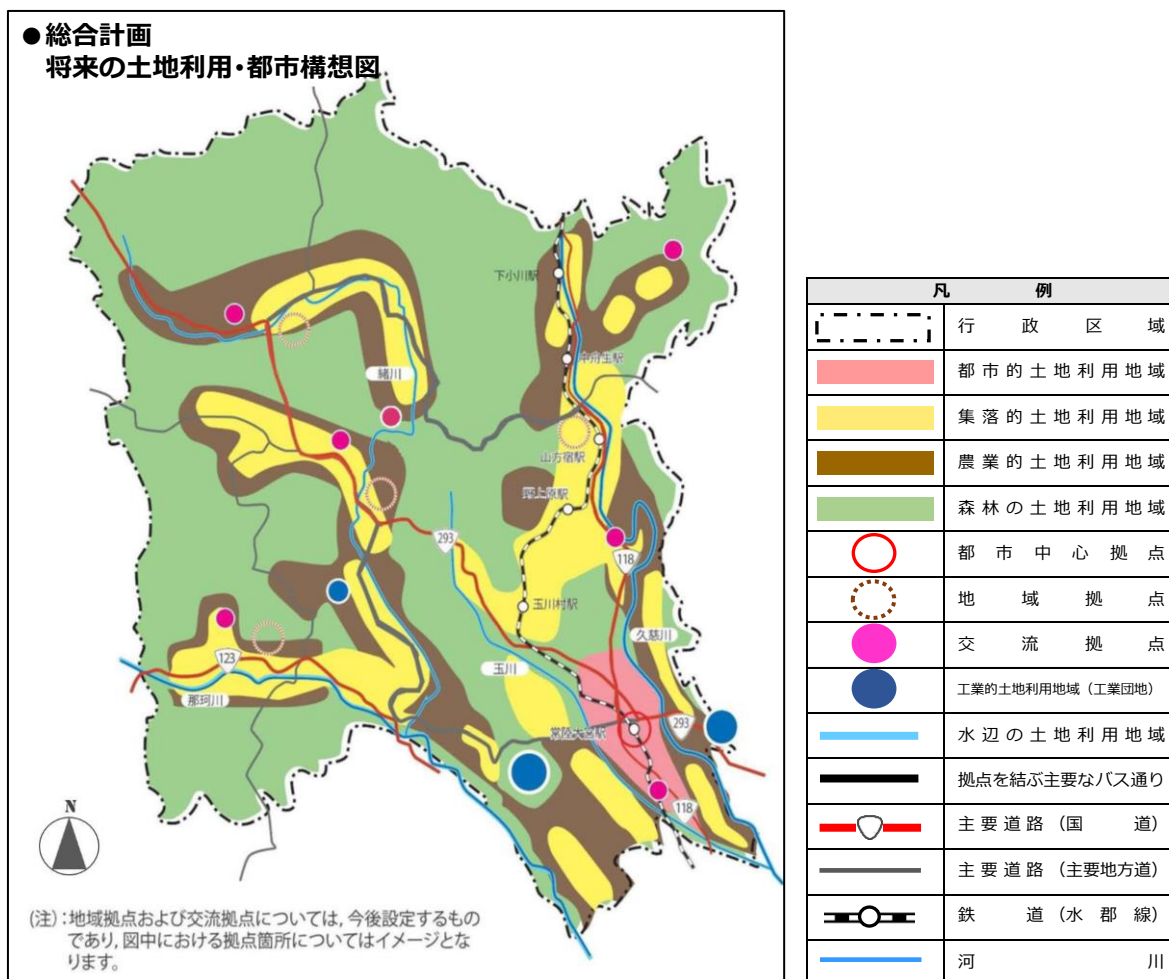 ●総合計画
将来の土地利用・都市構想図
下小川駅
中舟生駅
緒川
山方宿駅
野上原駅
293
118
玉川村駅
久慈川
玉川
123
那珂川
常陸大宮駅
293
118
N
(注):地域拠点および交流拠点については, 今後設定するもの
であり, 図中における拠点箇所についてはイメージとな
ります。
凡例
行政区域
都市的土地利用地域
集落的土地利用地域
農業的土地利用地域
森林の土地利用地域
都市中心拠点
地域拠点
交流拠点
工業的土地利用地域（工業団地）
水辺の土地利用地域
拠点を結ぶ主要なバス通り
主要道路（国道）
主要道路（主要地方道）
鉄道（水郡線）
河川